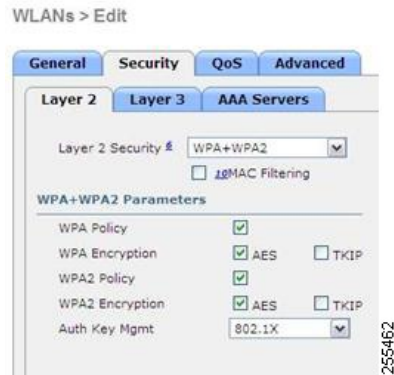 WLANs > Edit
General Security QoS Advanced
Layer 2 Layer 3 AAA Servers
Layer 2 Security 6 WPA+WPA2
10MAC Filtering
WPA+WPA2 Parameters
WPA Policy
WPA Encryption AES TKIP
WPA2 Policy
WPA2 Encryption AES TKIP
Auth Key Mgmt 802.1X
255462